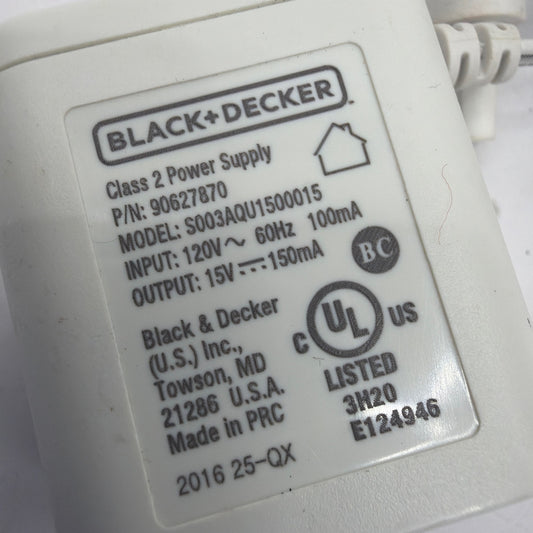 BLACK+DECKER™
Class 2 Power Supply
P/N: 90627870
MODEL: S003AQU1500015
INPUT: 120V～ 60Hz 100mA
OUTPUT: 15V⎓150mA
BC
Black & Decker
(U.S.) Inc.,
Towson, MD
21286 U.S.A.
Made in PRC
2016 25-QX
C UL US
LISTED
3H20
E124946